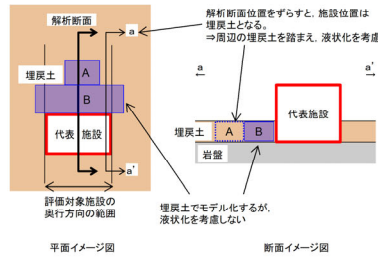 解析断面
a
埋戻土
A
B
代表 施設
a'
評価対象施設の
奥行方向の範囲
平面イメージ図
解析断面位置をずらすと、施設位置は
埋戻土となる。
⇒周辺の埋戻土を踏まえ、液状化を考慮
a
a'
代表施設
埋戻土
A
B
岩盤
埋戻土でモデル化するが、
液状化を考慮しない
断面イメージ図